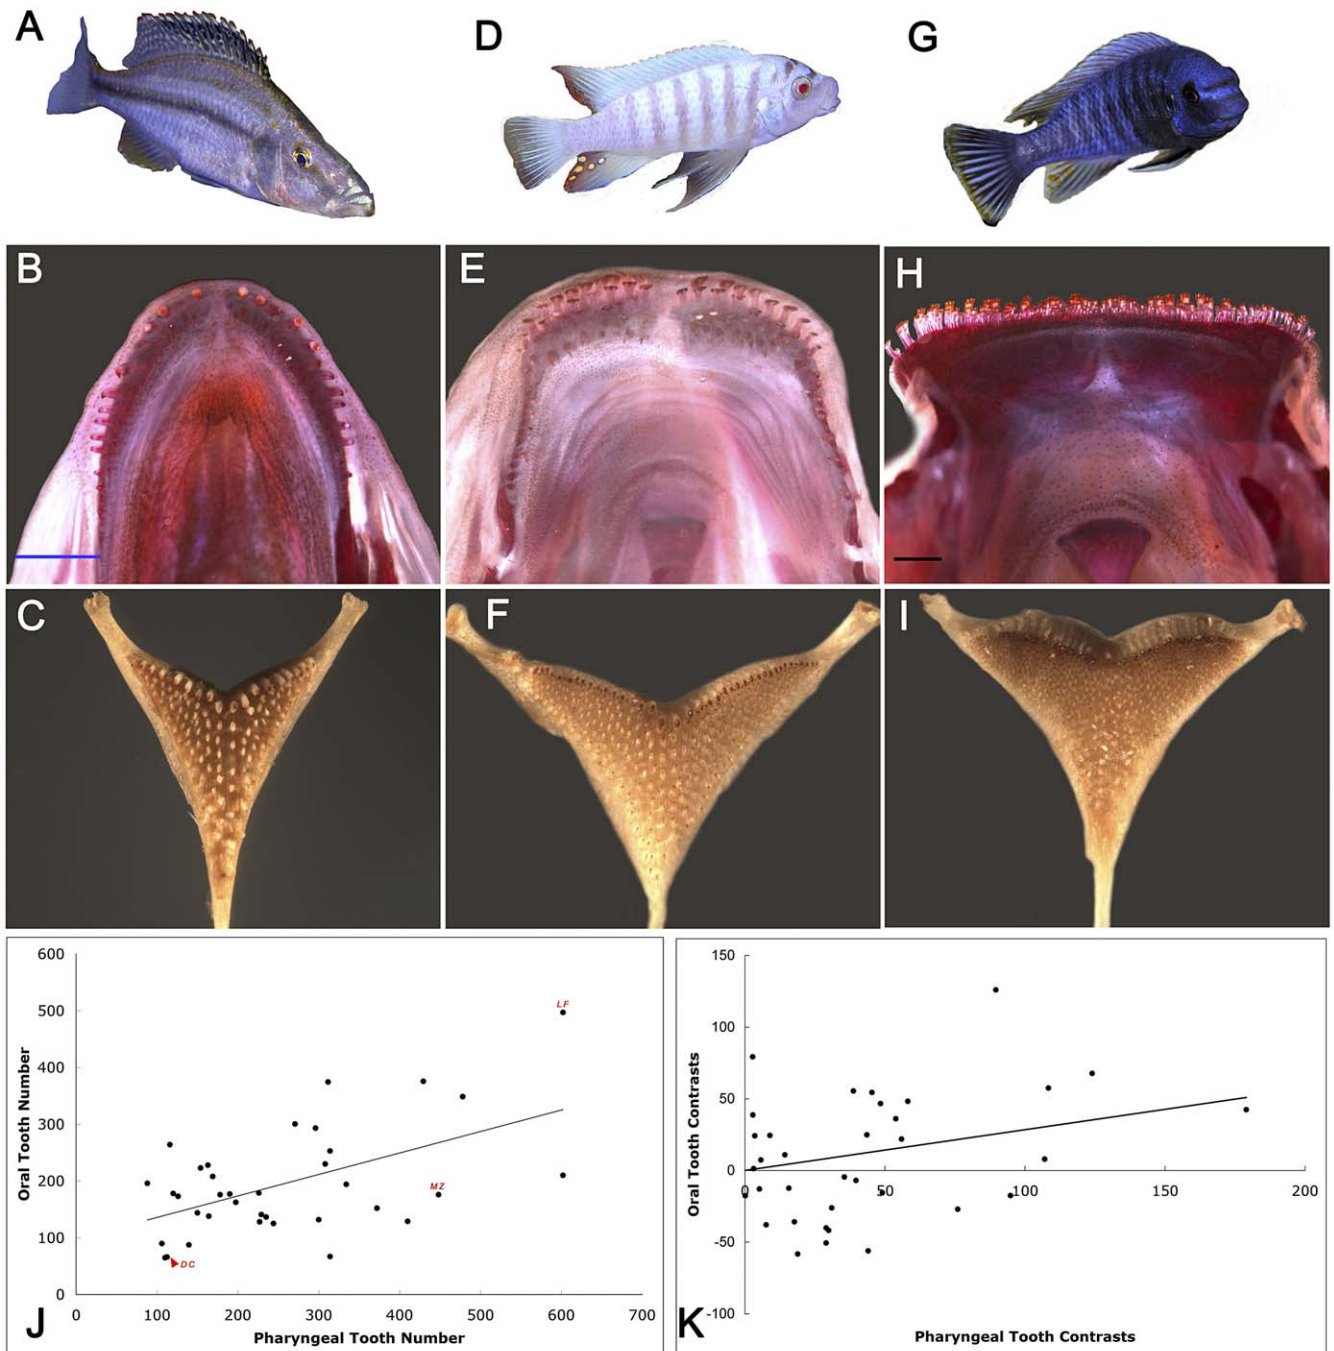 A
D
G
B
E
H
C
F
I
600
500
400
300
200
100
0
0 100 200 300 400 500 600 700
Oral Tooth Number
Pharyngeal Tooth Number
LF
MZ
DC
J
150
100
50
0
-50
-100
0 50 100 150 200
Oral Tooth Contrasts
Pharyngeal Tooth Contrasts
K